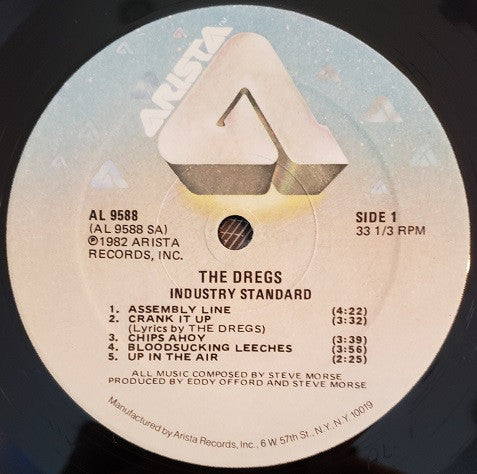 ARISTA™
AL 9588
(AL 9588 SA)
℗1982 ARISTA
RECORDS, INC.
SIDE 1
33 1/3 RPM
THE DREGS
INDUSTRY STANDARD
1. ASSEMBLY LINE (4:22)
2. CRANK IT UP (3:32)
(Lyrics by THE DREGS)
3. CHIPS AHOY (3:39)
4. BLOODSUCKING LEECHES (3:56)
5. UP IN THE AIR (2:25)
ALL MUSIC COMPOSED BY STEVE MORSE
PRODUCED BY EDDY OFFORD AND STEVE MORSE
Manufactured by Arista Records, Inc., 6 W. 57th St., N.Y., N.Y. 10019